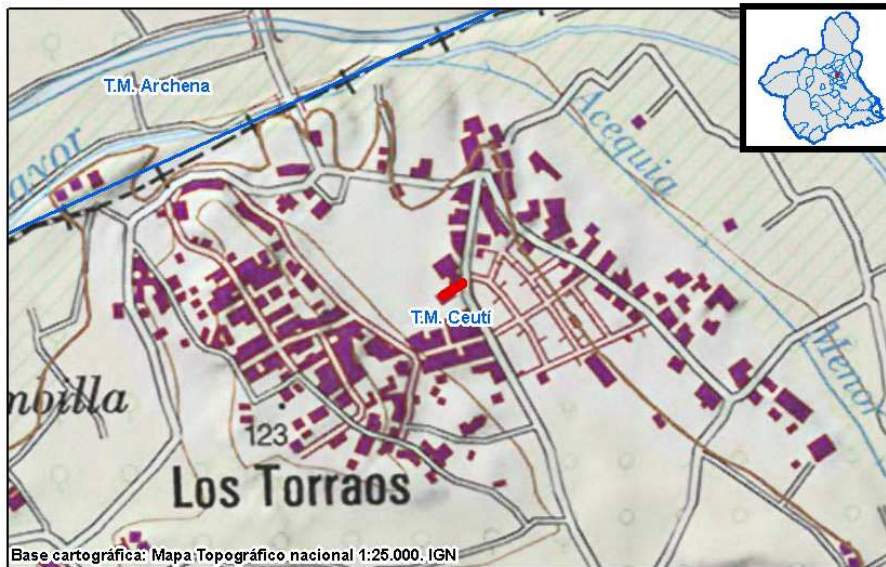 T.M. Archena
Acequia
T.M. Ceutí
Menor
123
Los Torraos
Base cartográfica: Mapa Topográfico nacional 1:25.000. IGN